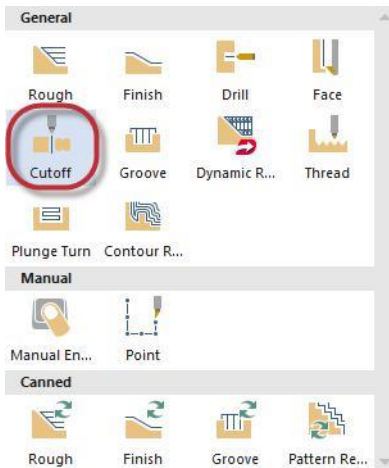 General
Rough Finish Drill Face
Cutoff Groove Dynamic R... Thread
Plunge Turn Contour R...
Manual
Manual En... Point
Canned
Rough Finish Groove Pattern Re...